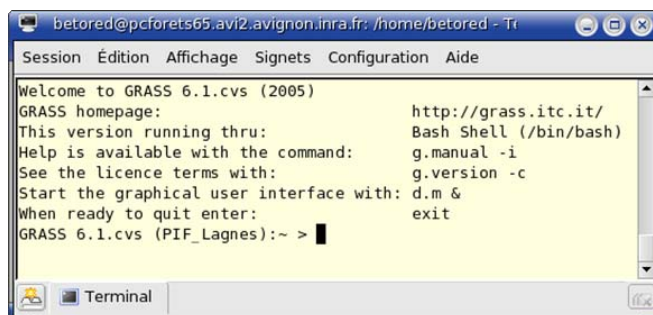 betored@pcforets65.avi2.avignon.inra.fr: /home/betored - Te
Session Édition Affichage Signets Configuration Aide
Welcome to GRASS 6.1.cvs (2005)
GRASS homepage: http://grass.itc.it/
This version running thru: Bash Shell (/bin/bash)
Help is available with the command: g.manual -i
See the licence terms with: g.version -c
Start the graphical user interface with: d.m &
When ready to quit enter: exit
GRASS 6.1.cvs (PIF_Lagnes):~ >
Terminal